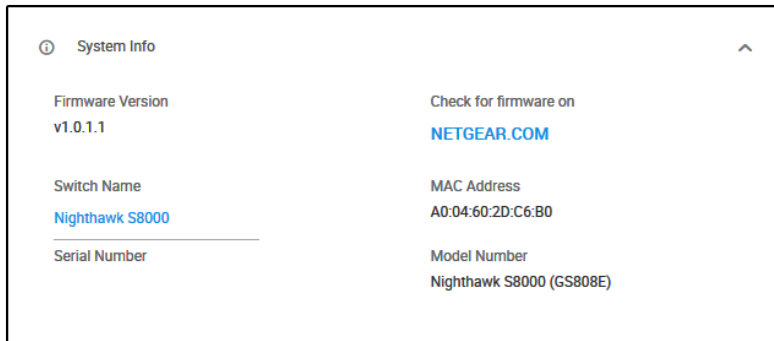 System Info
Firmware Version
v1.0.1.1
Check for firmware on
NETGEAR.COM
Switch Name
Nighthawk S8000
MAC Address
A0:04:60:2D:C6:B0
Serial Number
Model Number
Nighthawk S8000 (GS808E)